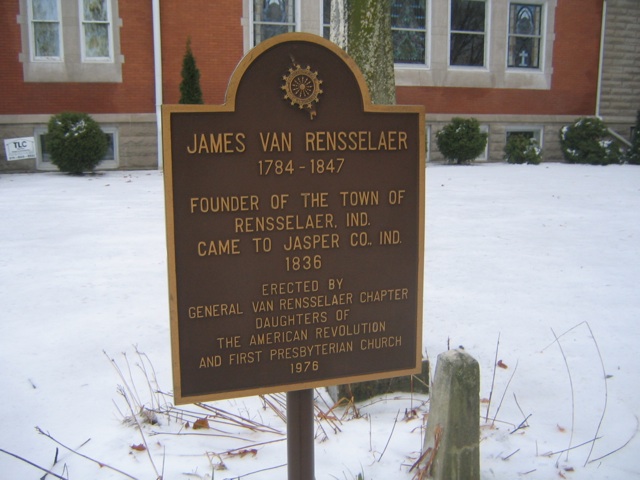 JAMES VAN RENSSELAER
1784-1847
FOUNDER OF THE TOWN OF
RENSSELAER, IND.
CAME TO JASPER CO., IND.
1836
ERECTED BY
GENERAL VAN RENSSELAER CHAPTER
DAUGHTERS OF
THE AMERICAN REVOLUTION
AND FIRST PRESBYTERIAN CHURCH
1976
TLC